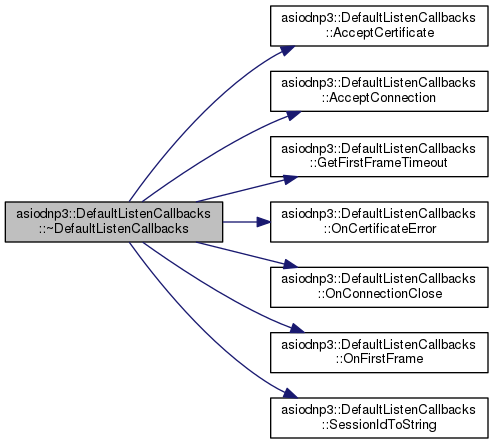 asiodnp3::DefaultListenCallbacks
::~DefaultListenCallbacks
asiodnp3::DefaultListenCallbacks
::AcceptCertificate
asiodnp3::DefaultListenCallbacks
::AcceptConnection
asiodnp3::DefaultListenCallbacks
::GetFirstFrameTimeout
asiodnp3::DefaultListenCallbacks
::OnCertificateError
asiodnp3::DefaultListenCallbacks
::OnConnectionClose
asiodnp3::DefaultListenCallbacks
::OnFirstFrame
asiodnp3::DefaultListenCallbacks
::SessionIdToString